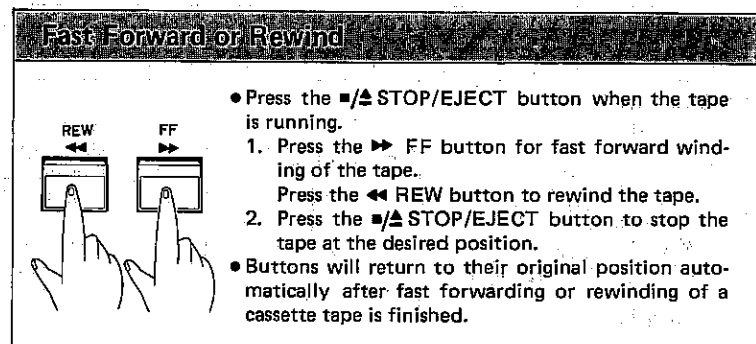 Fast Forward or Rewind
REW FF
◀◀ ▶▶
● Press the ■/≜ STOP/EJECT button when the tape
is running.
1. Press the ▶▶ FF button for fast forward wind-
ing of the tape.
Press the ◀◀ REW button to rewind the tape.
2. Press the ■/≜ STOP/EJECT button to stop the
tape at the desired position.
● Buttons will return to their original position auto-
matically after fast forwarding or rewinding of a
cassette tape is finished.